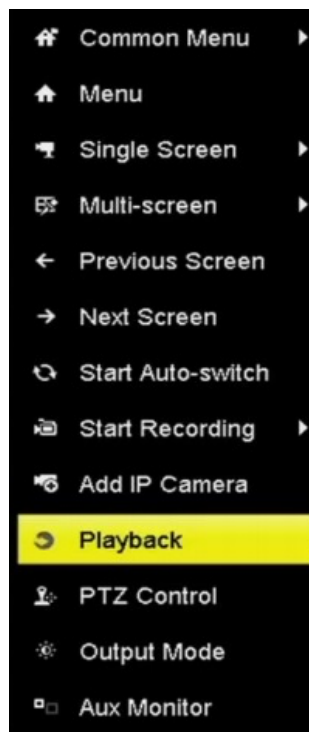 Common Menu
Menu
Single Screen
Multi-screen
Previous Screen
Next Screen
Start Auto-switch
Start Recording
Add IP Camera
Playback
PTZ Control
Output Mode
Aux Monitor